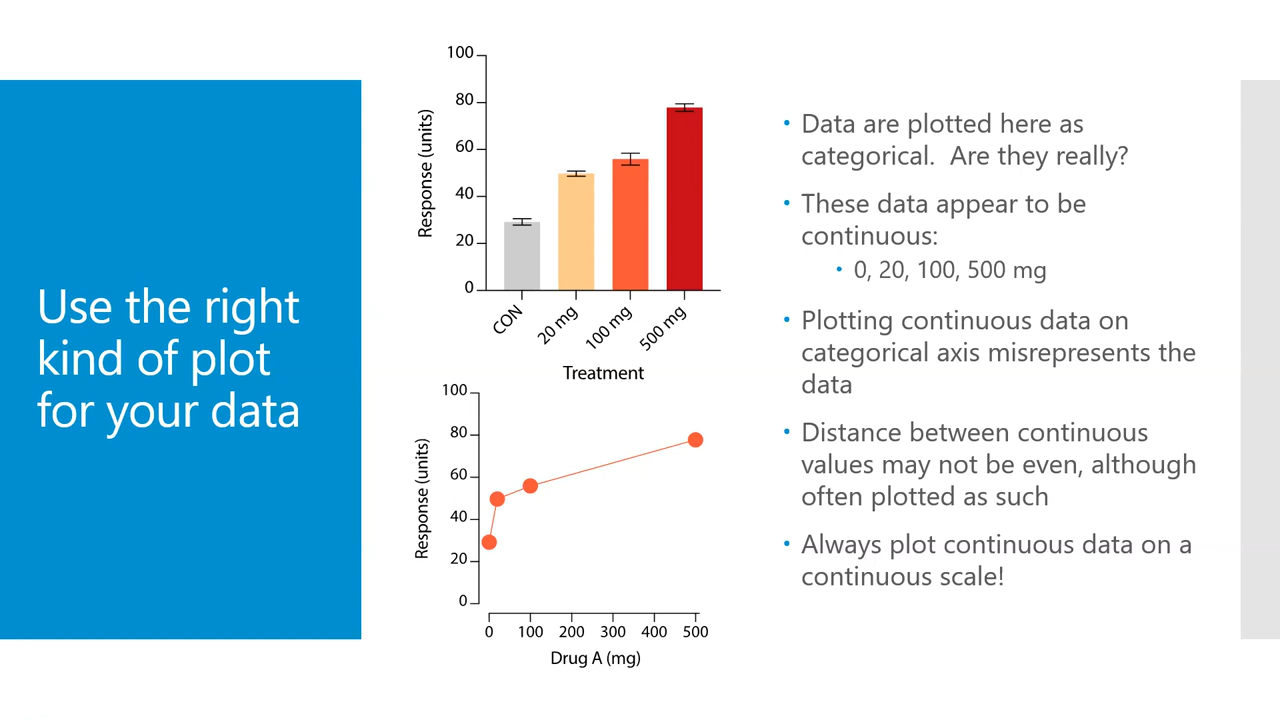 Use the right
kind of plot
for your data
100
80
60
40
20
0
Response (units)
CON
20 mg
100 mg
500 mg
Treatment
100
80
60
40
20
0
Response (units)
0 100 200 300 400 500
Drug A (mg)
• Data are plotted here as
categorical.  Are they really?
• These data appear to be
continuous:
• 0, 20, 100, 500 mg
• Plotting continuous data on
categorical axis misrepresents the
data
• Distance between continuous
values may not be even, although
often plotted as such
• Always plot continuous data on a
continuous scale!